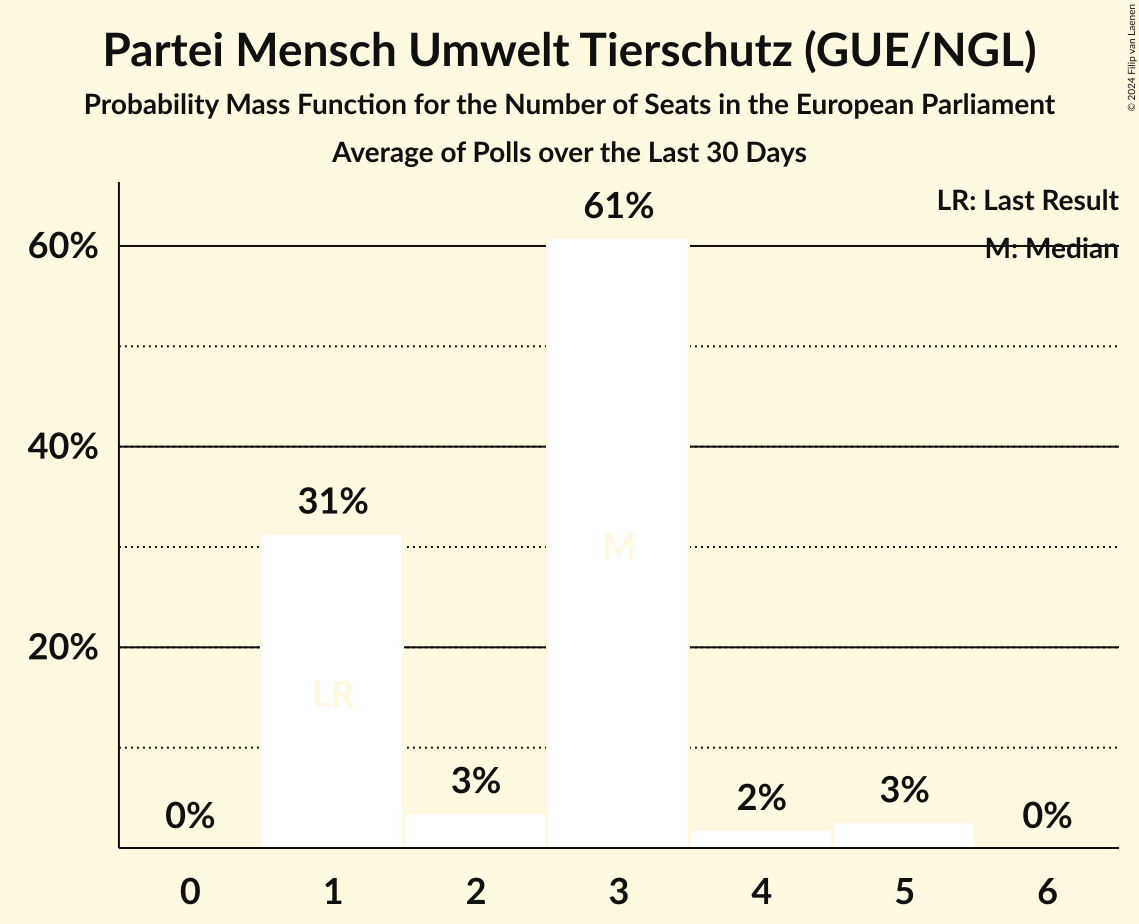 Partei Mensch Umwelt Tierschutz (GUE/NGL)
Probability Mass Function for the Number of Seats in the European Parliament
Average of Polls over the Last 30 Days
© 2024 Filip van Laenen
LR: Last Result
M: Median
61%
60%
40%
31%
M
20%
LR
3%
3%
2%
0%
0%
0 1 2 3 4 5 6